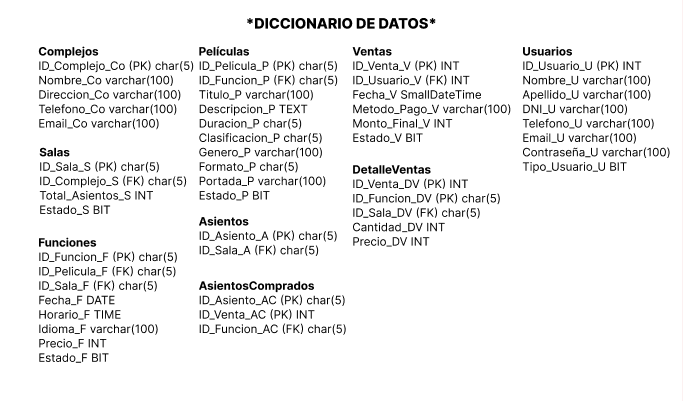 *DICCIONARIO DE DATOS*
Complejos
ID_Complejo_Co (PK) char(5)
Nombre_Co varchar(100)
Direccion_Co varchar(100)
Telefono_Co varchar(100)
Email_Co varchar(100)
Salas
ID_Sala_S (PK) char(5)
ID_Complejo_S (FK) char(5)
Total_Asientos_S INT
Estado_S BIT
Funciones
ID_Funcion_F (PK) char(5)
ID_Pelicula_F (FK) char(5)
ID_Sala_F (FK) char(5)
Fecha_F DATE
Horario_F TIME
Idioma_F varchar(100)
Precio_F INT
Estado_F BIT
Películas
ID_Pelicula_P (PK) char(5)
ID_Funcion_P (FK) char(5)
Titulo_P varchar(100)
Descripcion_P TEXT
Duracion_P char(5)
Clasificacion_P char(5)
Genero_P varchar(100)
Formato_P char(5)
Portada_P varchar(100)
Estado_P BIT
Asientos
ID_Asiento_A (PK) char(5)
ID_Sala_A (FK) char(5)
AsientosComprados
ID_Asiento_AC (PK) char(5)
ID_Venta_AC (PK) INT
ID_Funcion_AC (FK) char(5)
Ventas
ID_Venta_V (PK) INT
ID_Usuario_V (FK) INT
Fecha_V SmallDateTime
Metodo_Pago_V varchar(100)
Monto_Final_V INT
Estado_V BIT
DetalleVentas
ID_Venta_DV (PK) INT
ID_Funcion_DV (PK) char(5)
ID_Sala_DV (FK) char(5)
Cantidad_DV INT
Precio_DV INT
Usuarios
ID_Usuario_U (PK) INT
Nombre_U varchar(100)
Apellido_U varchar(100)
DNI_U varchar(100)
Telefono_U varchar(100)
Email_U varchar(100)
Contraseña_U varchar(100)
Tipo_Usuario_U BIT